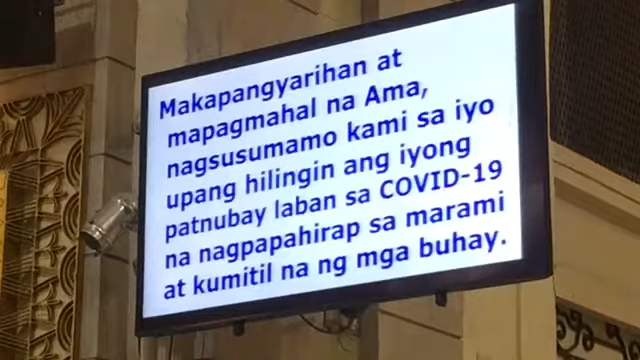 Makapangyarihan at
mapagmahal na Ama,
nagsusumamo kami sa iyo
upang hilingin ang iyong
patnubay laban sa COVID-19
na nagpapahirap sa marami
at kumitil na ng mga buhay.